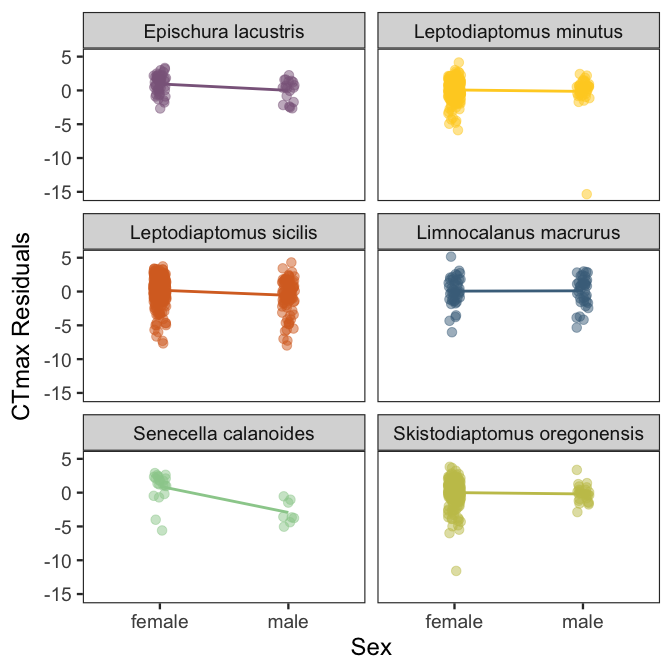 Epischura lacustris
Leptodiaptomus minutus
5
0
-5
-10
-15
Leptodiaptomus sicilis
Limnocalanus macrurus
5
0
-5
-10
-15
CTmax Residuals
Senecella calanoides
Skistodiaptomus oregonensis
5
0
-5
-10
-15
female
male
female
male
Sex